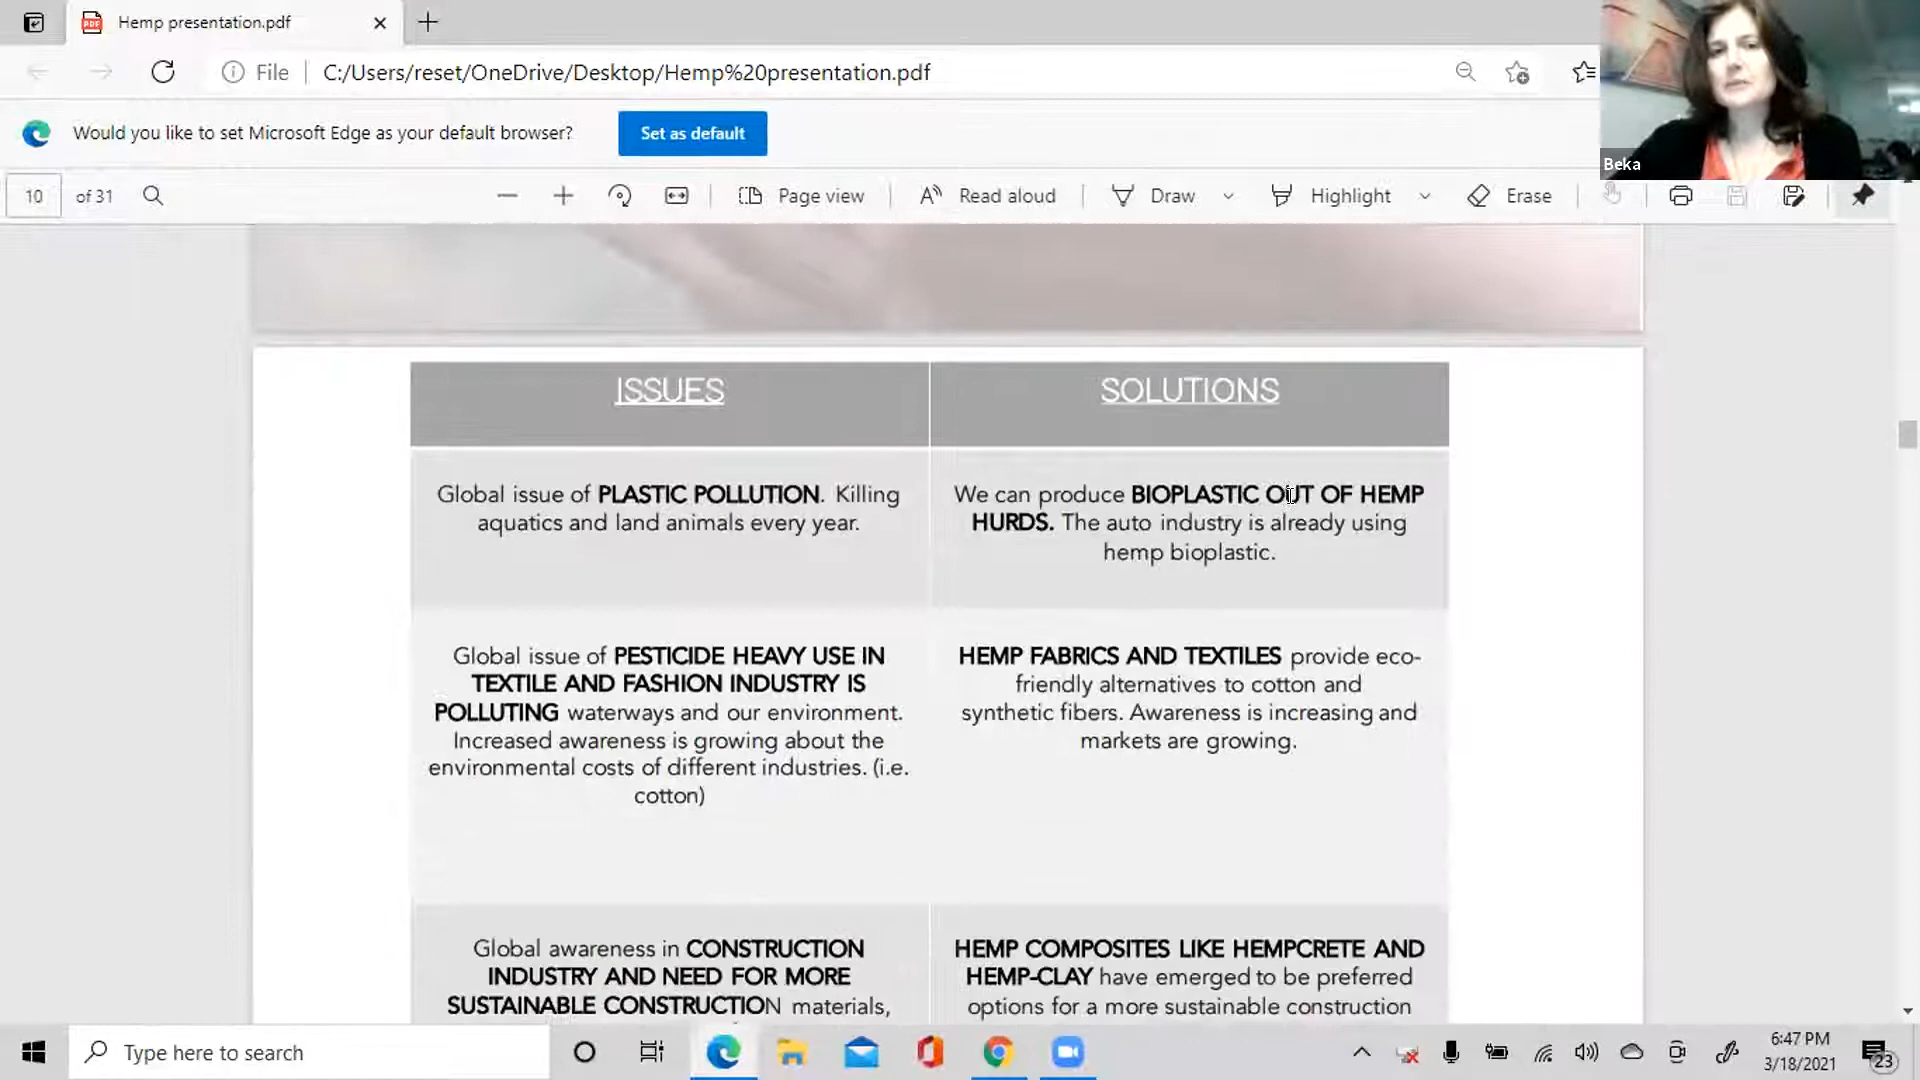 Hemp presentation.pdf
File
C:/Users/reset/OneDrive/Desktop/Hemp%20presentation.pdf
Would you like to set Microsoft Edge as your default browser?
Set as default
Beka
10
of 31
Page view
Read aloud
Draw
Highlight
Erase
ISSUES
SOLUTIONS
Global issue of PLASTIC POLLUTION. Killing
aquatics and land animals every year.
We can produce BIOPLASTIC OUT OF HEMP
HURDS. The auto industry is already using
hemp bioplastic.
Global issue of PESTICIDE HEAVY USE IN
TEXTILE AND FASHION INDUSTRY IS
POLLUTING waterways and our environment.
Increased awareness is growing about the
environmental costs of different industries. (i.e.
cotton)
HEMP FABRICS AND TEXTILES provide eco-
friendly alternatives to cotton and
synthetic fibers. Awareness is increasing and
markets are growing.
Global awareness in CONSTRUCTION
INDUSTRY AND NEED FOR MORE
SUSTAINABLE CONSTRUCTION materials,
HEMP COMPOSITES LIKE HEMPCRETE AND
HEMP-CLAY have emerged to be preferred
options for a more sustainable construction
Type here to search
6:47 PM
3/18/2021
23